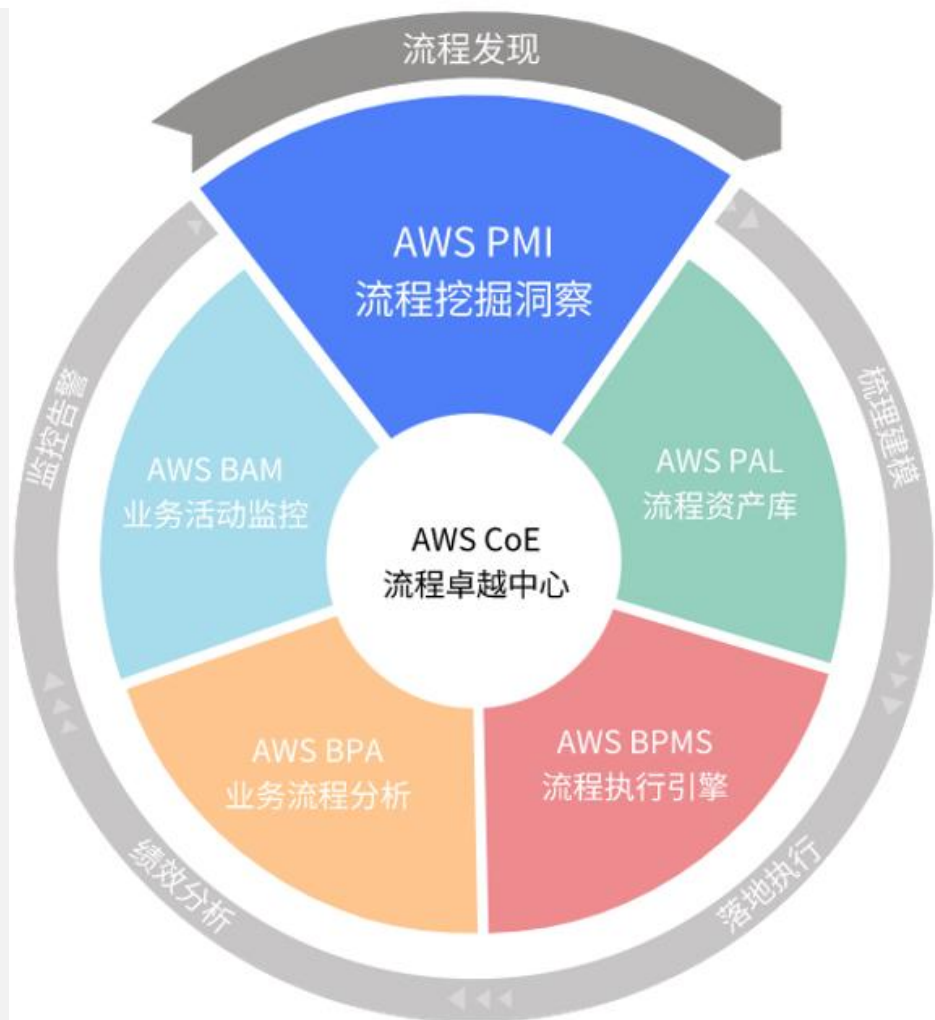 流程发现
AWS PMI
流程挖掘洞察
监控告警
梳理建模
AWS BAM
业务活动监控
AWS PAL
流程资产库
AWS CoE
流程卓越中心
AWS BPA
业务流程分析
AWS BPMS
流程执行引擎
绩效分析
落地执行